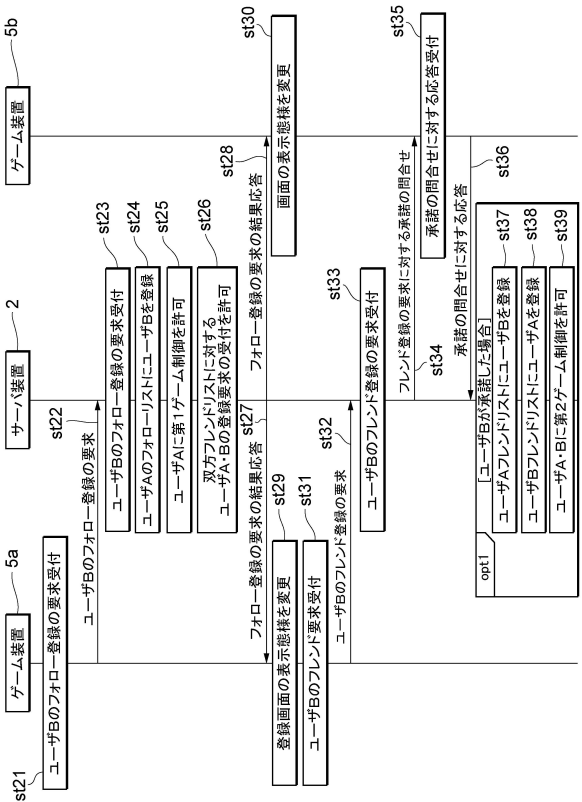 ゲーム装置
5a
サーバ装置
2
ゲーム装置
5b
st21
ユーザBのフォロー登録の要求受付
st22
ユーザBのフォロー登録の要求
ユーザBのフォロー登録の要求受付
st23
ユーザAのフォローリストにユーザBを登録
st24
ユーザAに第1ゲーム制御を許可
st25
双方フレンドリストに対する
ユーザA・Bの登録要求の受付を許可
st26
st27
フォロー登録の要求の結果応答
st28
フォロー登録の要求の結果応答
st29
登録画面の表示態様を変更
st30
画面の表示態様を変更
st31
ユーザBのフレンド要求受付
st32
ユーザBのフレンド登録の要求
st33
ユーザBのフレンド登録の要求受付
st34
フレンド登録の要求に対する承諾の問合せ
st35
承諾の問合せに対する応答受付
st36
承諾の問合せに対する応答
opt1
[ユーザBが承諾した場合]
ユーザAフレンドリストにユーザBを登録
st37
ユーザBフレンドリストにユーザAを登録
st38
ユーザA・Bに第2ゲーム制御を許可
st39